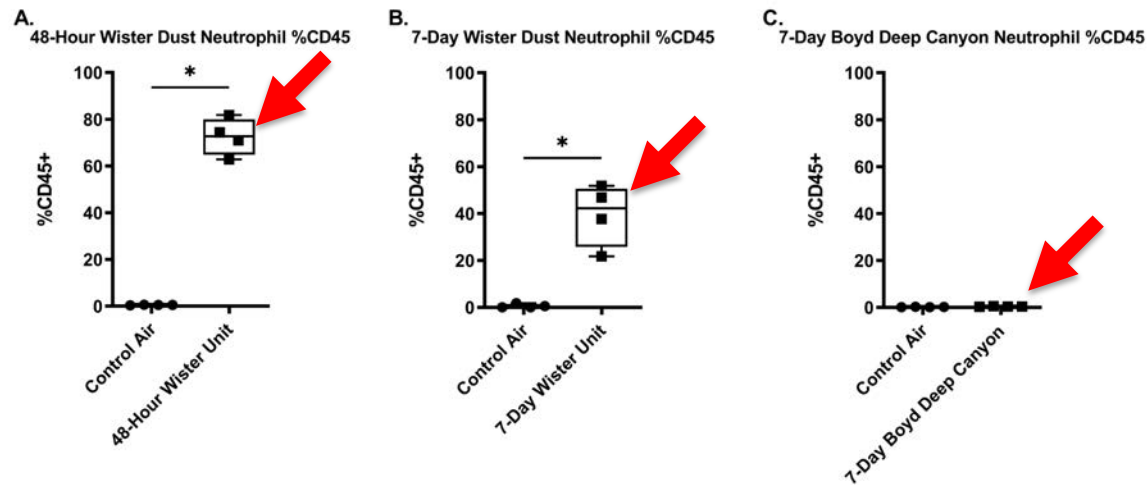 A.
48-Hour Wister Dust Neutrophil %CD45
%CD45+
100
80
60
40
20
0
*
Control Air
48-Hour Wister Unit
B.
7-Day Wister Dust Neutrophil %CD45
%CD45+
100
80
60
40
20
0
*
Control Air
7-Day Wister Unit
C.
7-Day Boyd Deep Canyon Neutrophil %CD45
%CD45+
100
80
60
40
20
0
Control Air
7-Day Boyd Deep Canyon